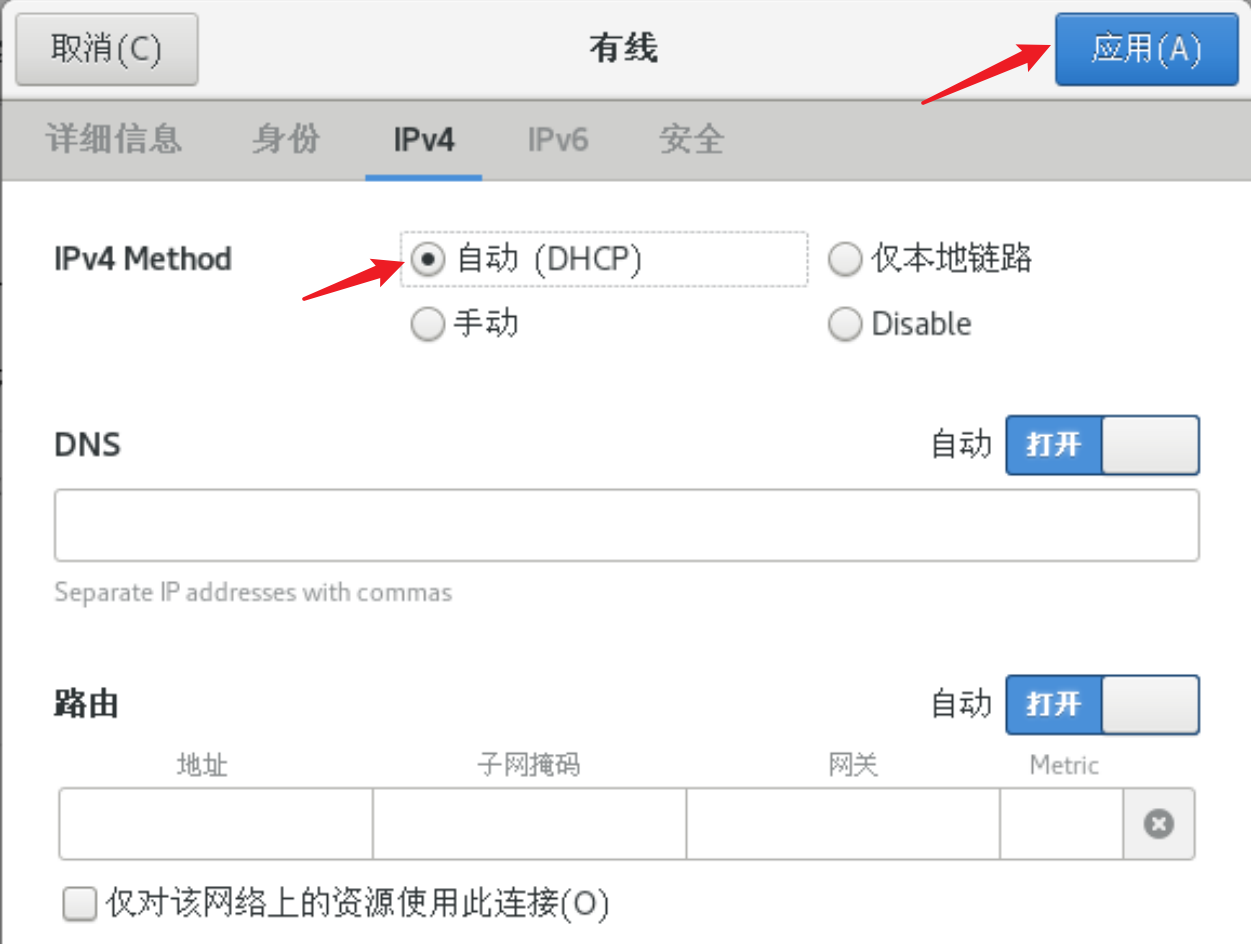 取消(C) 有线 应用(A)
详细信息 身份 IPv4 IPv6 安全
IPv4 Method 自动 (DHCP) 仅本地链路
手动 Disable
DNS 自动 打开
Separate IP addresses with commas
路由 自动 打开
地址 子网掩码 网关 Metric
仅对该网络上的资源使用此连接(O)